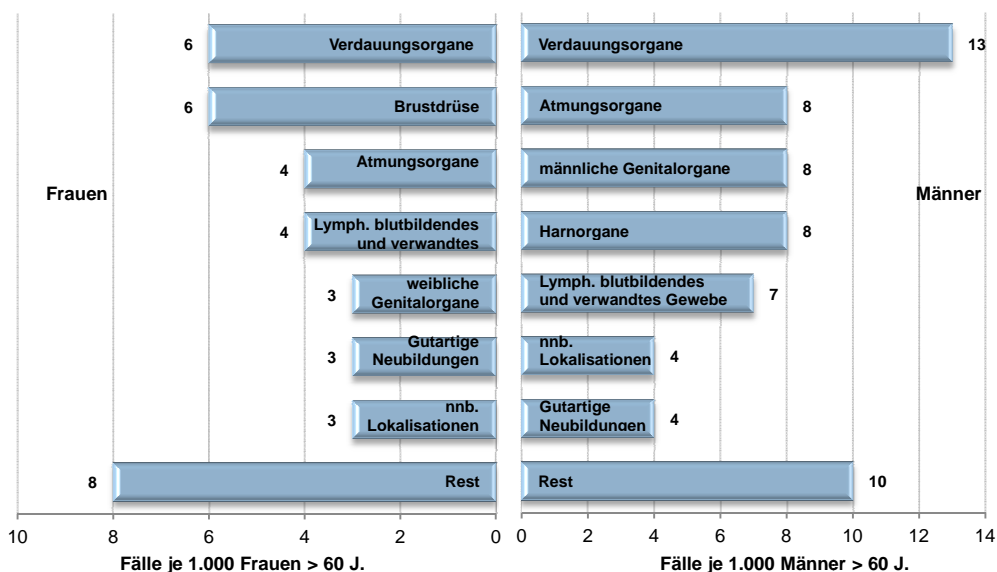 6
Verdauungsorgane
Verdauungsorgane
13
6
Brustdrüse
Atmungsorgane
8
Frauen
4
Atmungsorgane
männliche Genitalorgane
8
Männer
4
Lymph. blutbildendes
und verwandtes
Harnorgane
8
3
weibliche
Genitalorgane
Lymph. blutbildendes
und verwandtes Gewebe
7
3
Gutartige
Neubildungen
nnb.
Lokalisationen
4
3
nnb.
Lokalisationen
Gutartige
Neubildungen
4
8
Rest
Rest
10
10 8 6 4 2 0
0 2 4 6 8 10 12 14
Fälle je 1.000 Frauen > 60 J.
Fälle je 1.000 Männer > 60 J.